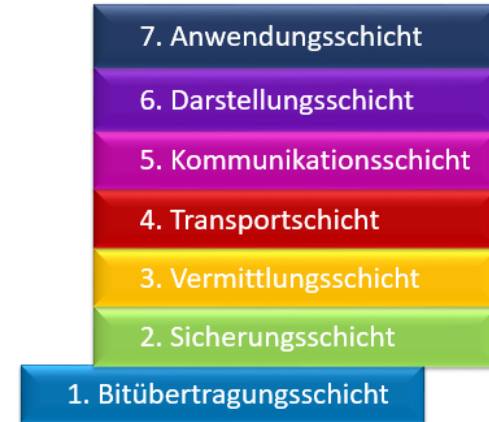 7. Anwendungsschicht
6. Darstellungsschicht
5. Kommunikationsschicht
4. Transportschicht
3. Vermittlungsschicht
2. Sicherungsschicht
1. Bitübertragungsschicht